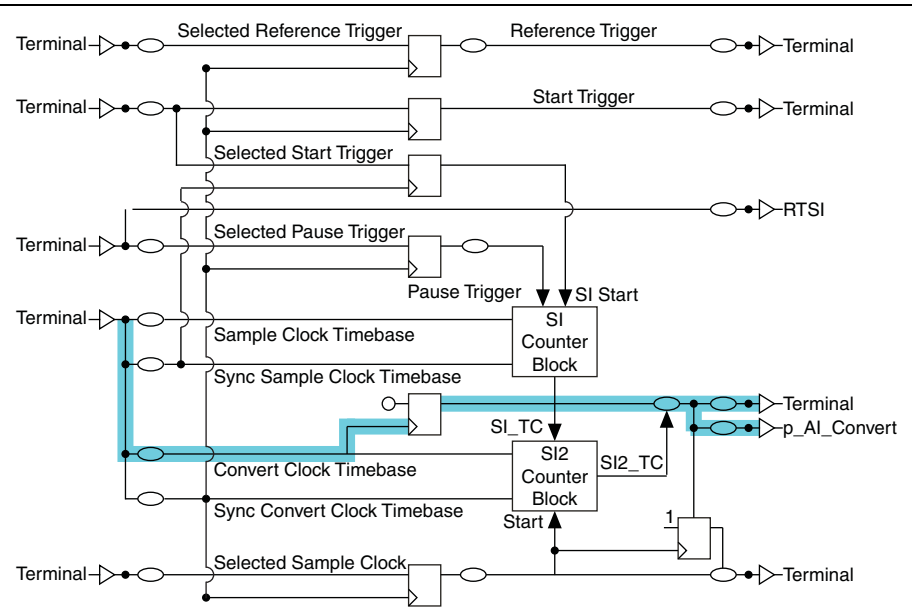 Terminal Selected Reference Trigger Reference Trigger Terminal
Terminal Start Trigger Terminal
Selected Start Trigger
RTSI
Terminal Selected Pause Trigger
Pause Trigger SI Start
Terminal SI
Sample Clock Timebase Counter
Block
Sync Sample Clock Timebase
Terminal
SI_TC p_AI_Convert
SI2
Convert Clock Timebase Counter SI2_TC
Block
Sync Convert Clock Timebase
Start 1
Selected Sample Clock
Terminal Terminal